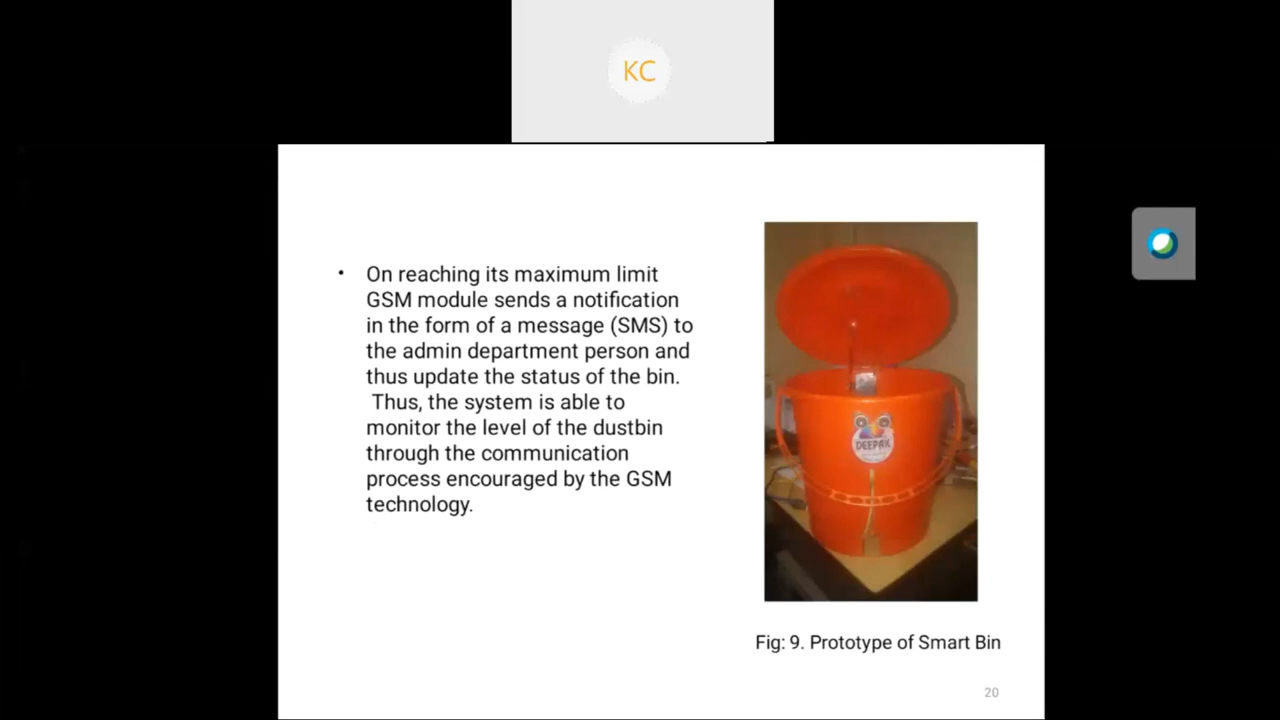 KC
• On reaching its maximum limit
GSM module sends a notification
in the form of a message (SMS) to
the admin department person and
thus update the status of the bin.
Thus, the system is able to
monitor the level of the dustbin
through the communication
process encouraged by the GSM
technology.
DEEPAK
Fig: 9. Prototype of Smart Bin
20